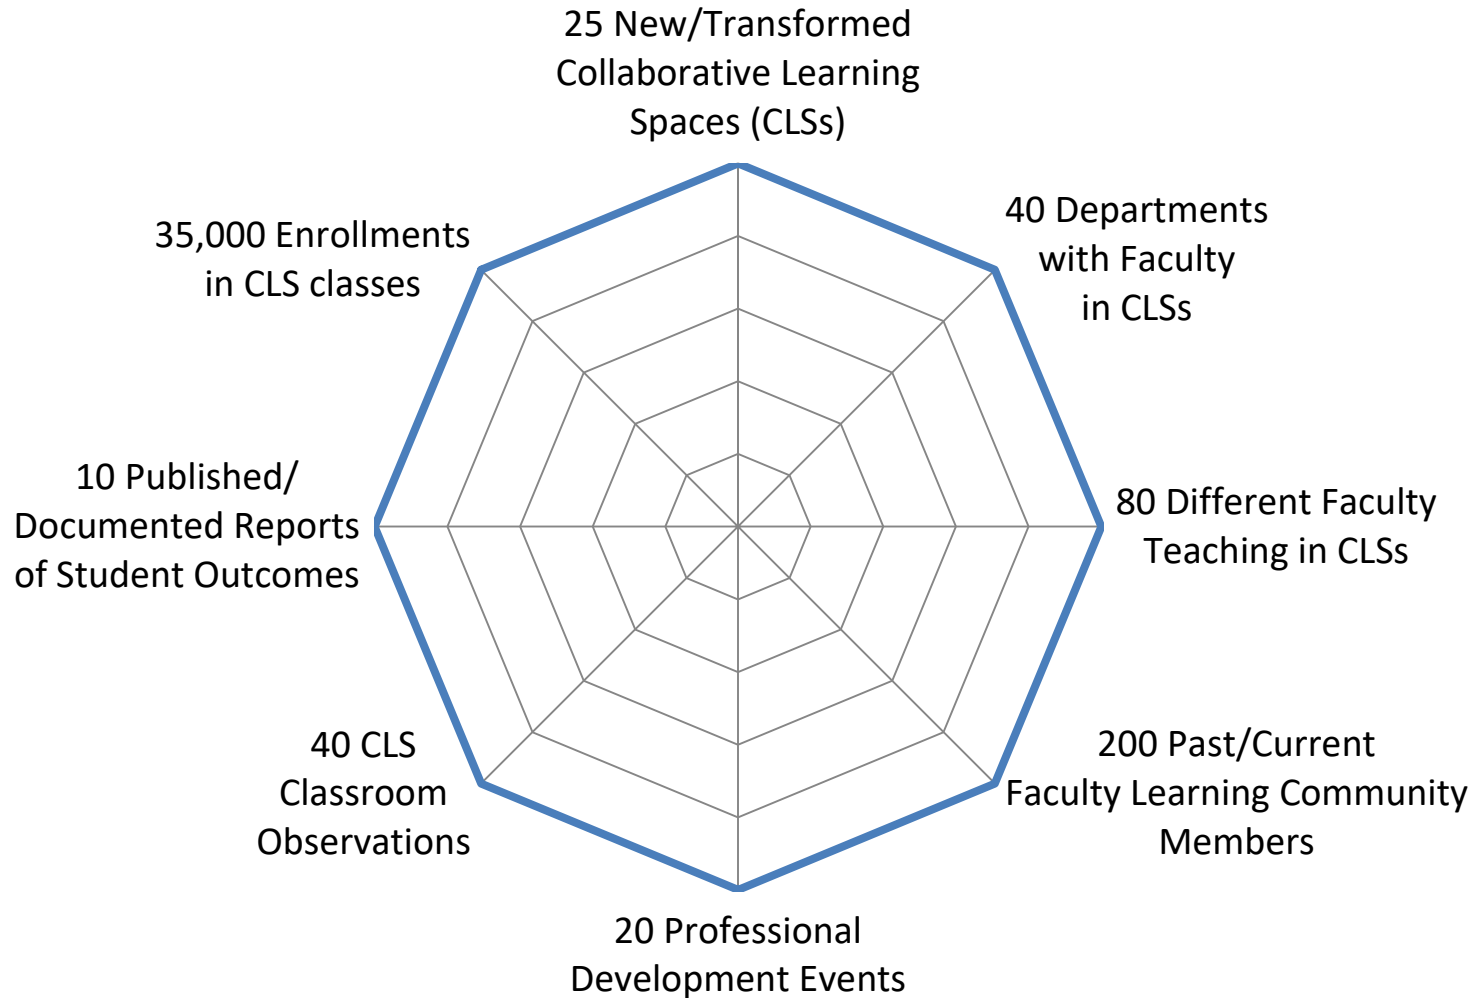 25 New/Transformed
Collaborative Learning
Spaces (CLSs)
40 Departments
with Faculty
in CLSs
80 Different Faculty
Teaching in CLSs
200 Past/Current
Faculty Learning Community
Members
20 Professional
Development Events
40 CLS
Classroom
Observations
10 Published/
Documented Reports
of Student Outcomes
35,000 Enrollments
in CLS classes